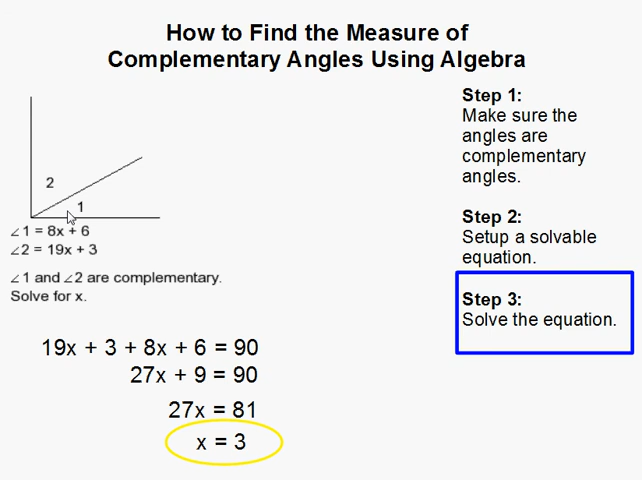 How to Find the Measure of
Complementary Angles Using Algebra
2
1
∠1 = 8x + 6
∠2 = 19x + 3
∠1 and ∠2 are complementary.
Solve for x.
19x + 3 + 8x + 6 = 90
27x + 9 = 90
27x = 81
x = 3
Step 1:
Make sure the
angles are
complementary
angles.
Step 2:
Setup a solvable
equation.
Step 3:
Solve the equation.